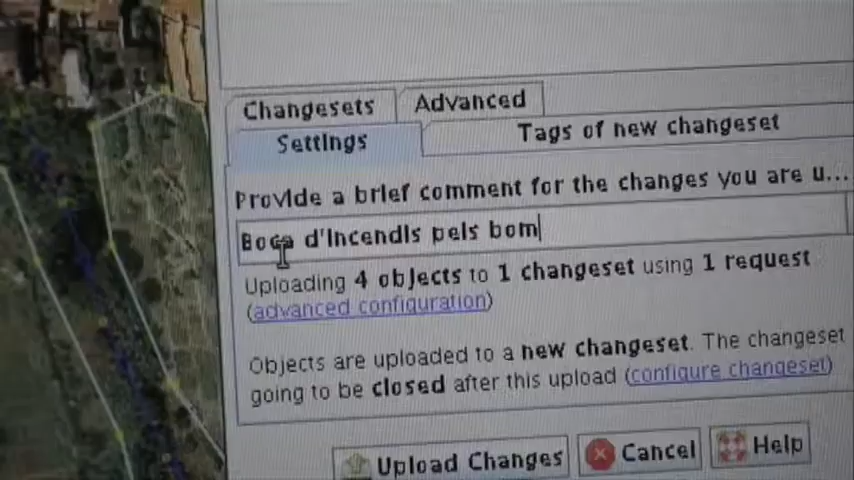 Changesets Advanced
Settings Tags of new changeset
Provide a brief comment for the changes you are u...
Boca d'incendis pels bom
Uploading 4 objects to 1 changeset using 1 request
(advanced configuration)
Objects are uploaded to a new changeset. The changeset
going to be closed after this upload (configure changeset)
Upload Changes Cancel Help